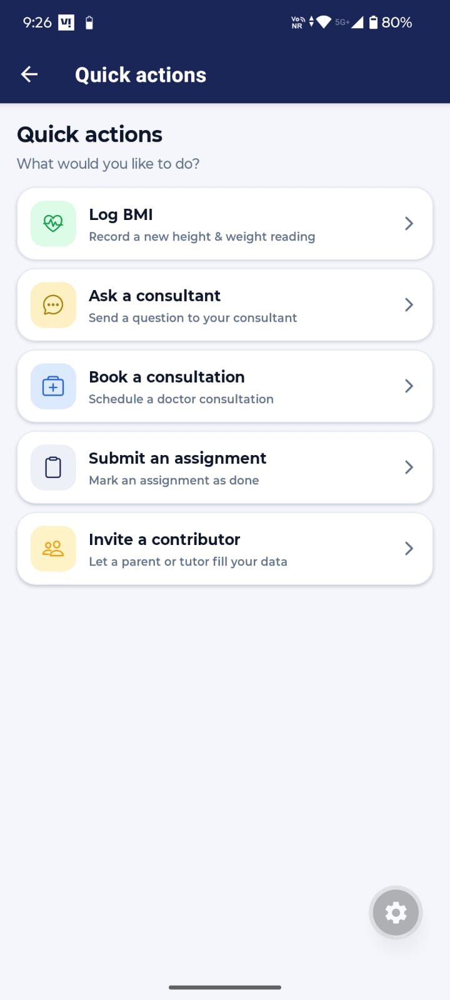 9:26 V! Vo NR 5G+ 80%
Quick actions
Quick actions
What would you like to do?
Log BMI
Record a new height & weight reading
Ask a consultant
Send a question to your consultant
Book a consultation
Schedule a doctor consultation
Submit an assignment
Mark an assignment as done
Invite a contributor
Let a parent or tutor fill your data